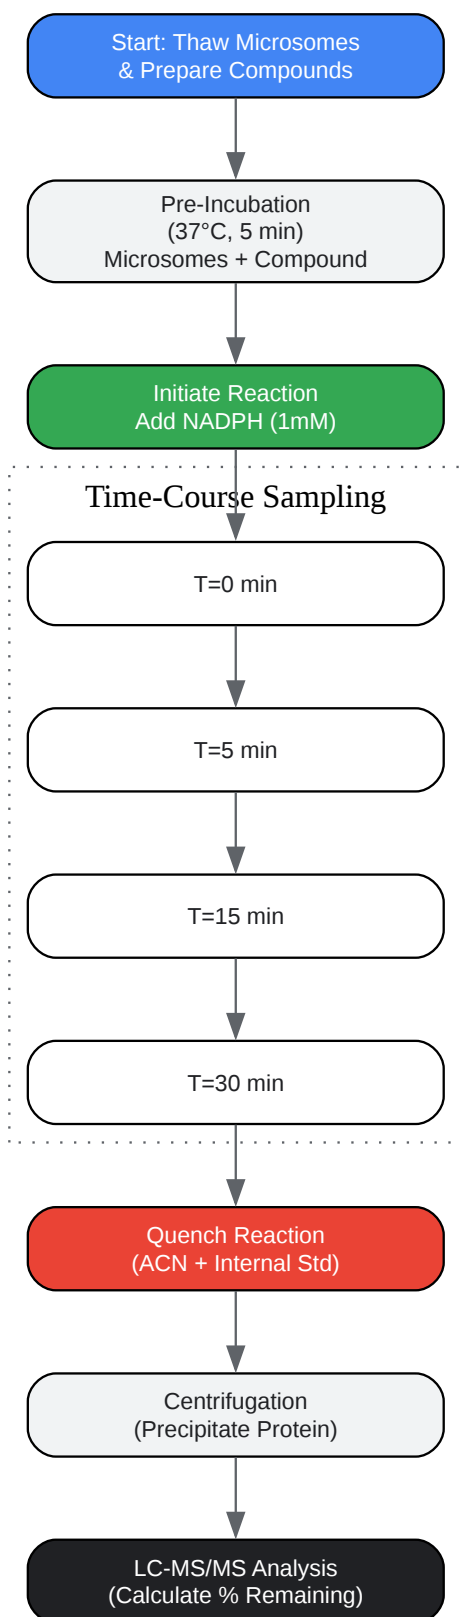 Start: Thaw Microsomes
& Prepare Compounds
Pre-Incubation
(37°C, 5 min)
Microsomes + Compound
Initiate Reaction
Add NADPH (1mM)
Time-Course Sampling
T=0 min
T=5 min
T=15 min
T=30 min
Quench Reaction
(ACN + Internal Std)
Centrifugation
(Precipitate Protein)
LC-MS/MS Analysis
(Calculate % Remaining)